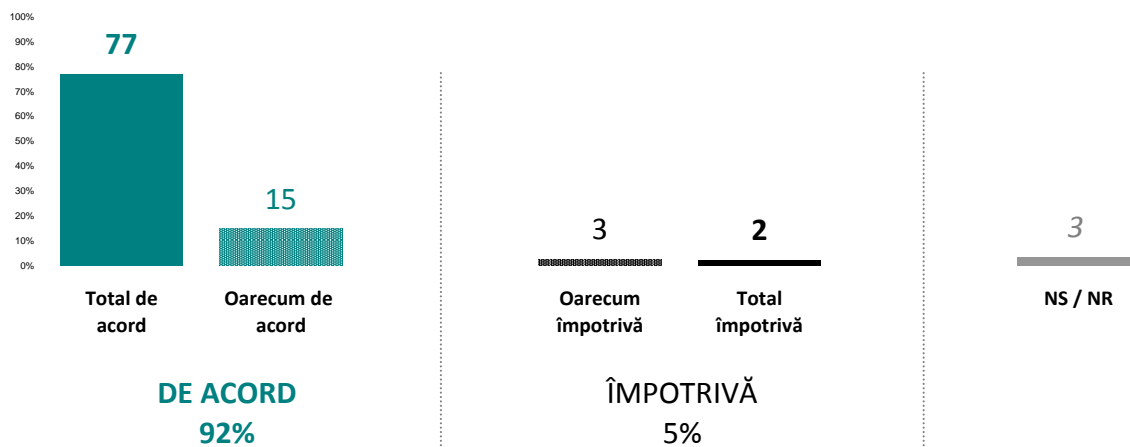 100%
90%
80%
70%
60%
50%
40%
30%
20%
10%
0%
77
15
3
2
3
Total de
acord
Oarecum de
acord
Oarecum
împotrivă
Total
împotrivă
NS / NR
DE ACORD
92%
ÎMPOTRIVĂ
5%